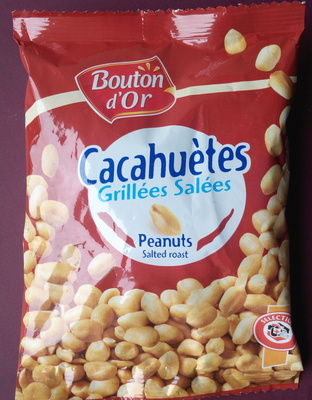 Bouton
d'Or
Cacahuètes
Grillées Salées
Peanuts
Salted roast
SÉLECTION